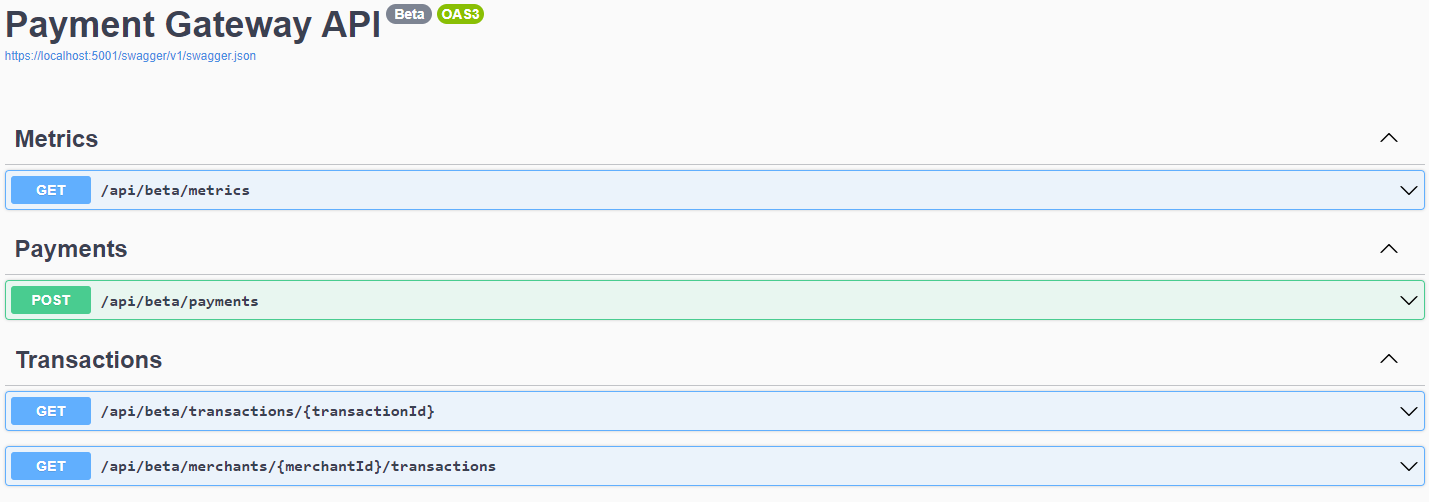 Payment Gateway API Beta OAS3
https://localhost:5001/swagger/v1/swagger.json
Metrics
GET /api/beta/metrics
Payments
POST /api/beta/payments
Transactions
GET /api/beta/transactions/{transactionId}
GET /api/beta/merchants/{merchantId}/transactions